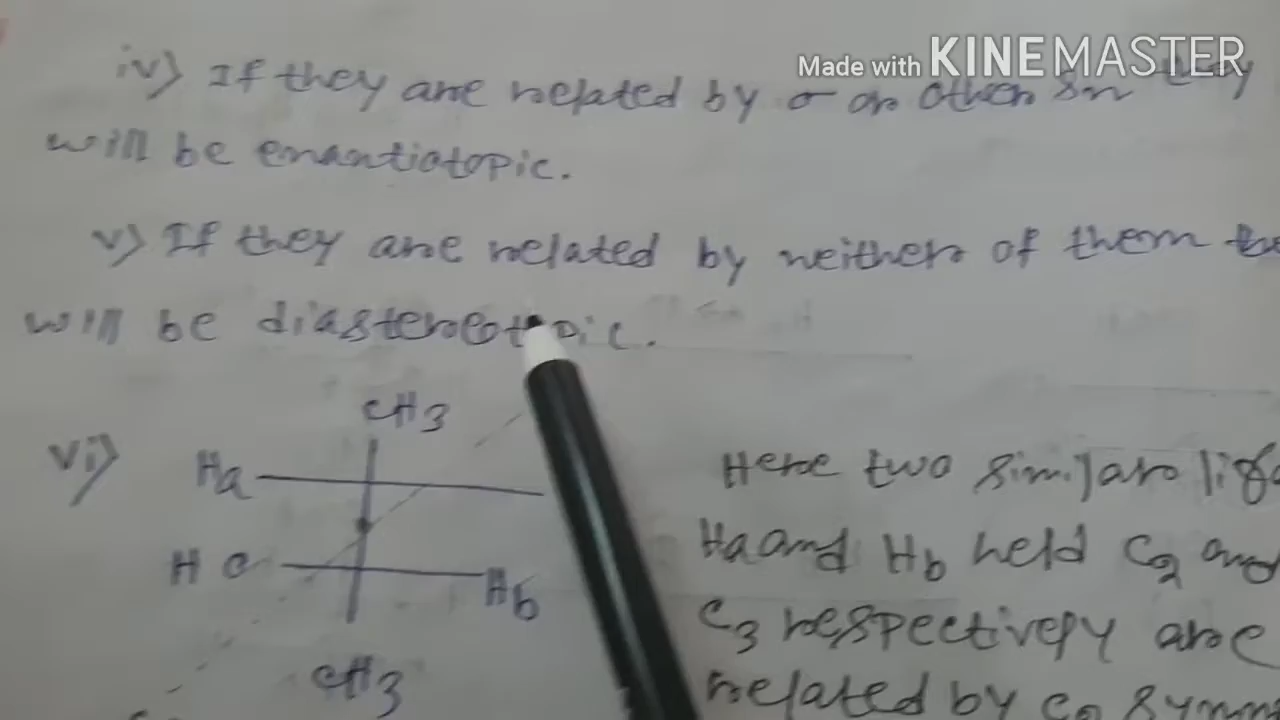 Made with KINEMASTER
iv) If they are related by σ or other Sn they
will be enantiotopic.
v) If they are related by neither of them
will be diastereotopic.
vi) CH3
Ha
HO Hb
CH3
Here two similar
Ha and Hb held C2 and
C3 respectively are
related by C2